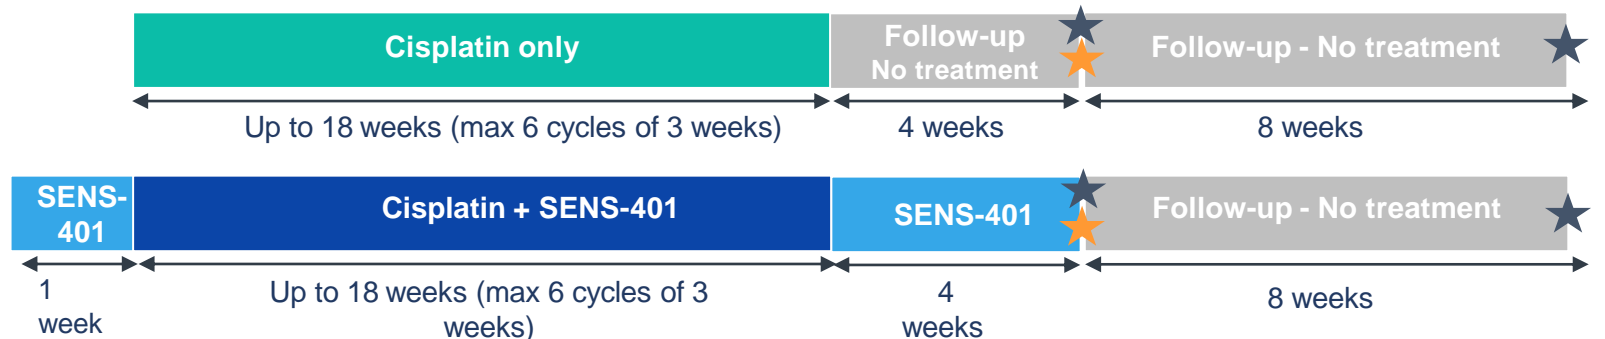 Cisplatin only
Follow-up
No treatment
Follow-up - No treatment
Up to 18 weeks (max 6 cycles of 3 weeks)
4 weeks
8 weeks
SENS-
401
Cisplatin + SENS-401
SENS-401
Follow-up - No treatment
1
week
Up to 18 weeks (max 6 cycles of 3
weeks)
4
weeks
8 weeks